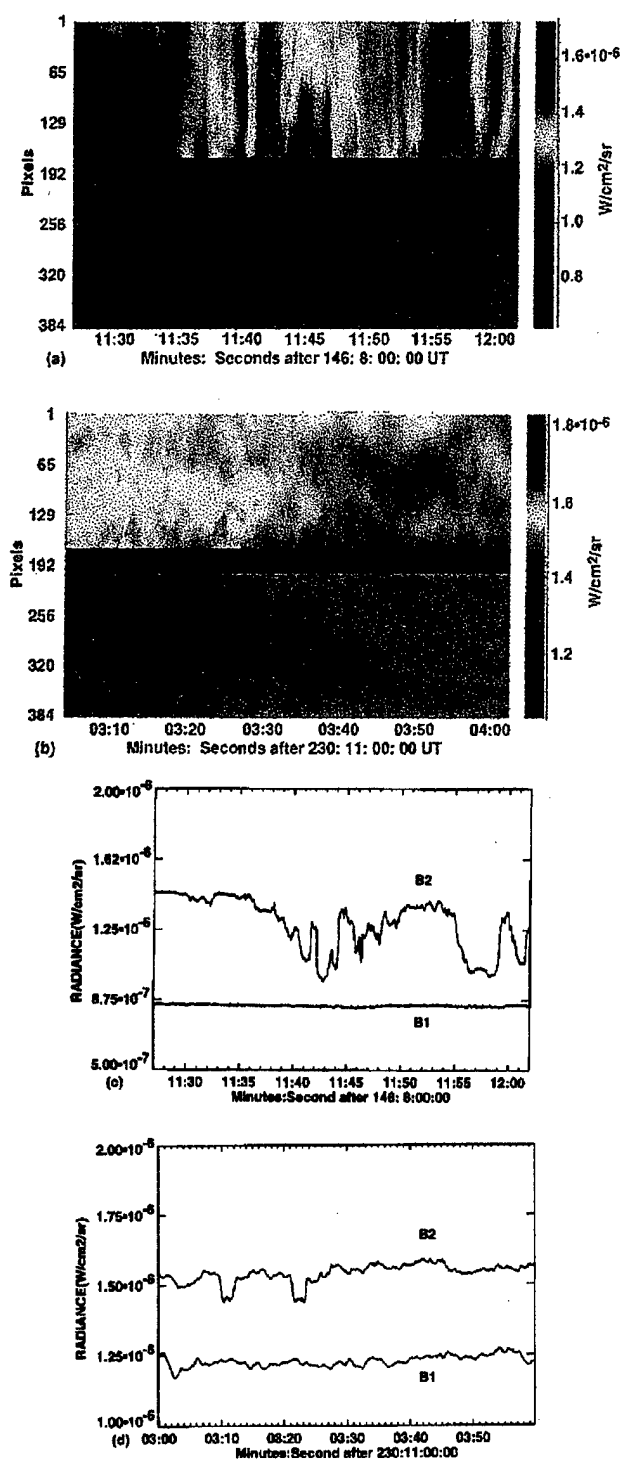 1
65
129
192
256
320
384
Pixels
1.6•10-6
1.4
1.2
1.0
0.8
W/cm2/sr
11:30 11:35 11:40 11:45 11:50 11:55 12:00
(a) Minutes: Seconds after 146: 8: 00: 00 UT
1
65
129
192
256
320
384
Pixels
1.8•10-6
1.6
1.4
1.2
W/cm2/sr
03:10 03:20 03:30 03:40 03:50 04:00
(b) Minutes: Seconds after 230: 11: 00: 00 UT
2.00•10-6
1.62•10-6
1.25•10-6
8.75•10-7
5.00•10-7
RADIANCE(W/cm2/sr)
B2
B1
11:30 11:35 11:40 11:45 11:50 11:55 12:00
(c) Minutes:Second after 146: 8:00:00
2.00•10-6
1.75•10-6
1.50•10-6
1.25•10-6
1.00•10-6
RADIANCE(W/cm2/sr)
B2
B1
03:00 03:10 08:20 03:30 03:40 03:50
(d) Minutes:Second after 230:11:00:00